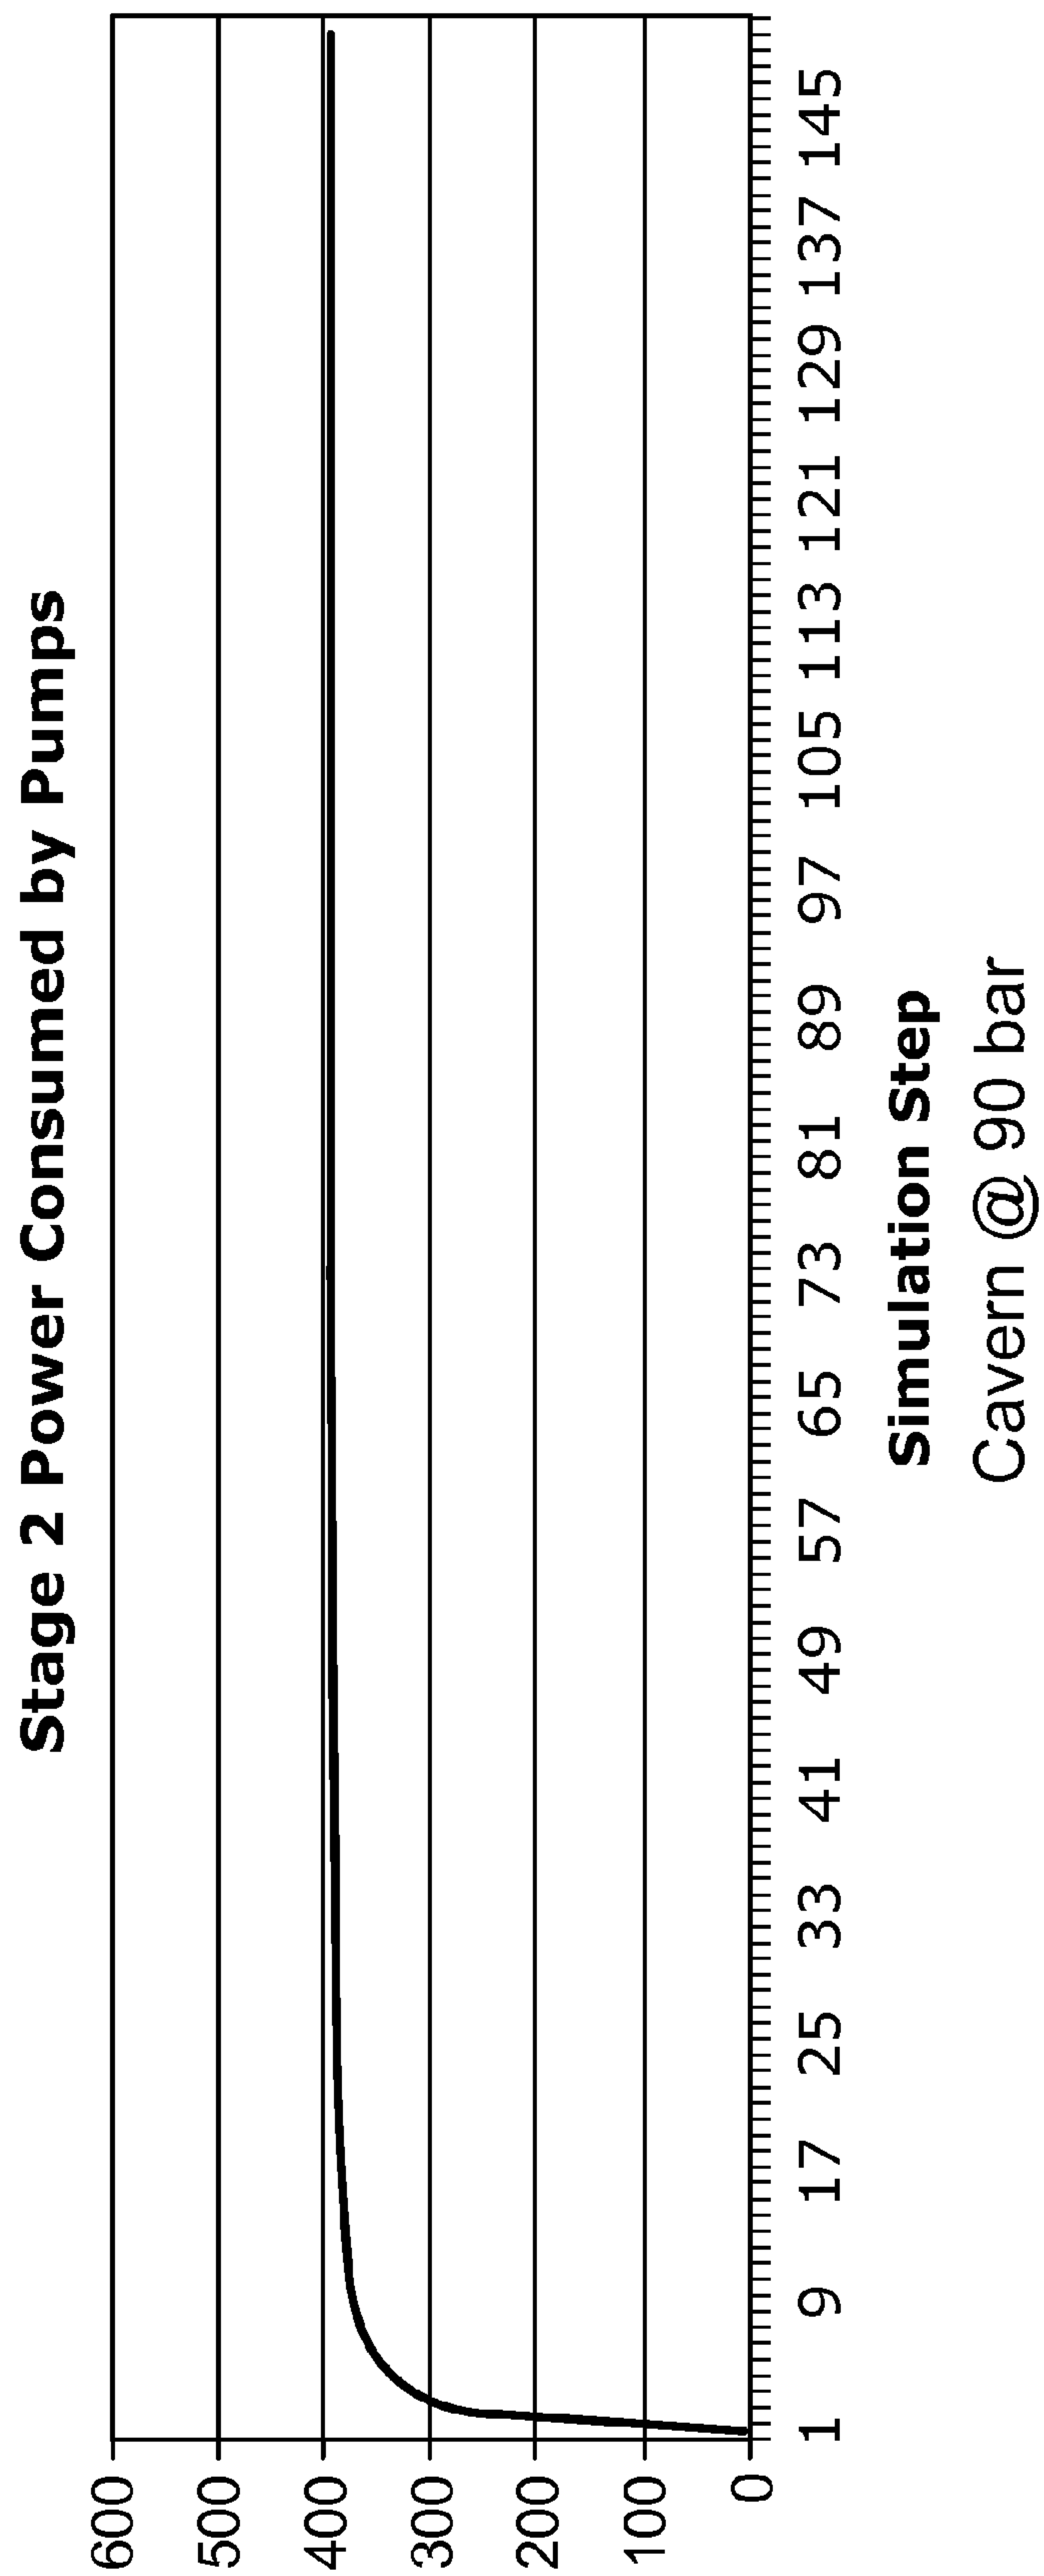 Stage 2 Power Consumed by Pumps
600
500
400
300
200
100
0
1 9 17 25 33 41 49 57 65 73 81 89 97 105 113 121 129 137 145
Simulation Step
Cavern @ 90 bar